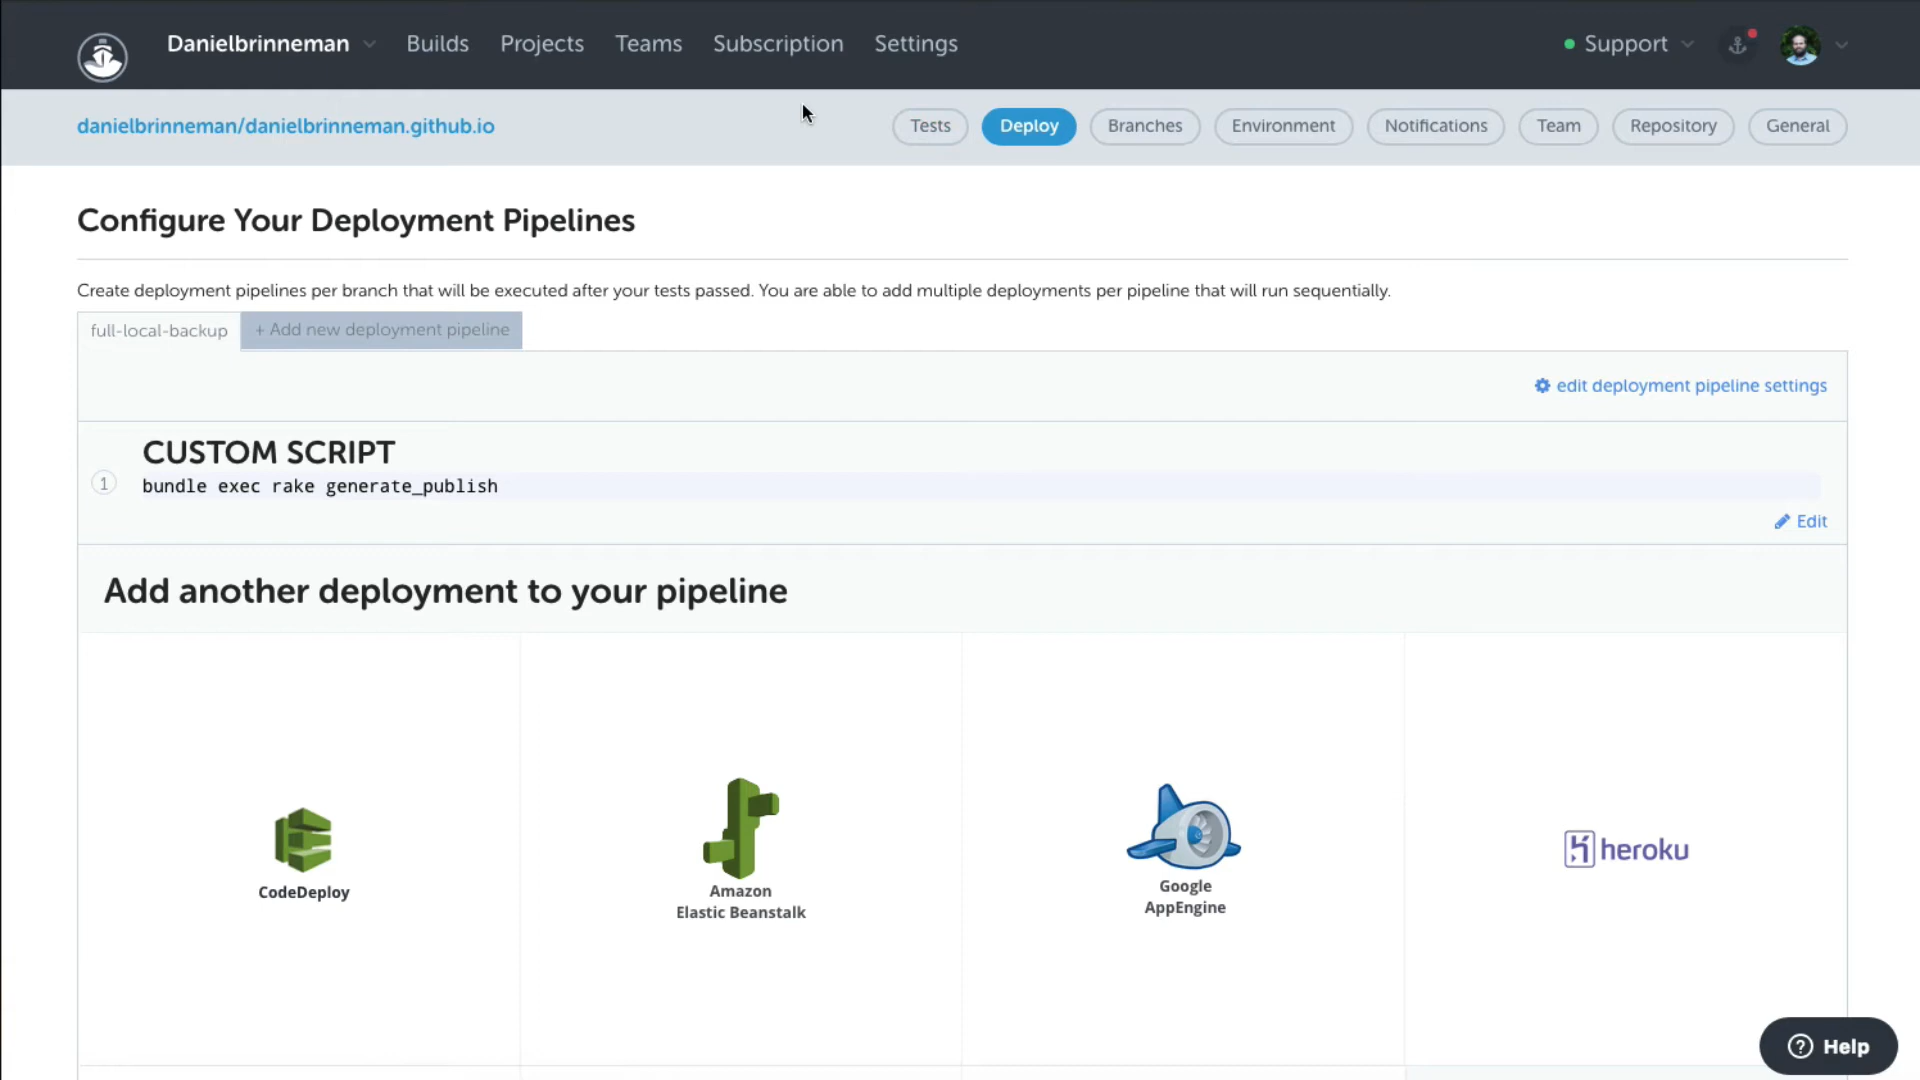 Danielbrinneman Builds Projects Teams Subscription Settings Support
danielbrinneman/danielbrinneman.github.io Tests Deploy Branches Environment Notifications Team Repository General
Configure Your Deployment Pipelines
Create deployment pipelines per branch that will be executed after your tests passed. You are able to add multiple deployments per pipeline that will run sequentially.
full-local-backup + Add new deployment pipeline
edit deployment pipeline settings
CUSTOM SCRIPT
1
bundle exec rake generate_publish
Edit
Add another deployment to your pipeline
CodeDeploy
Amazon
Elastic Beanstalk
Google
AppEngine
heroku
? Help